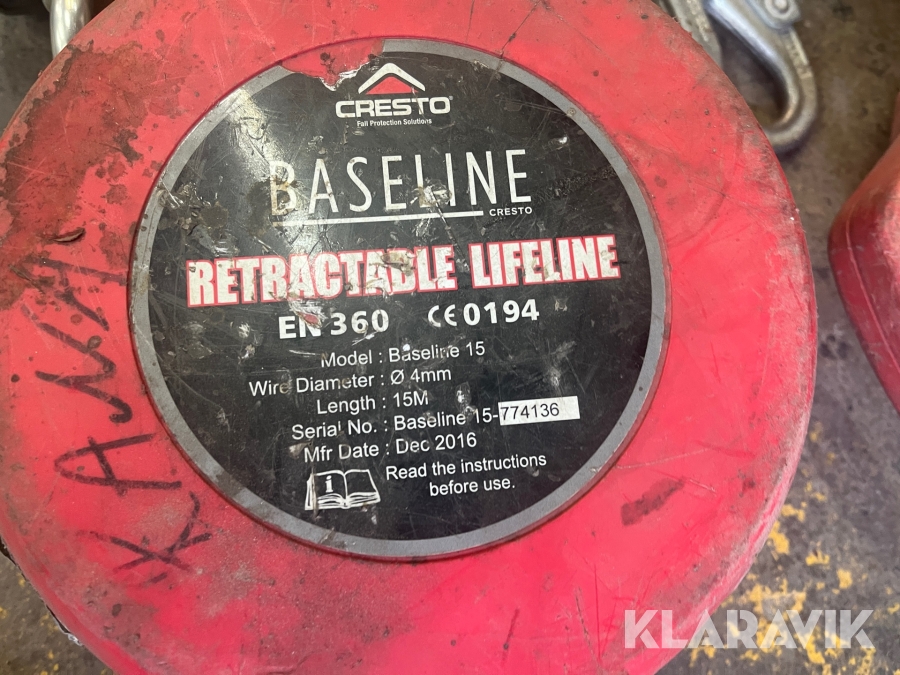 CRESTO
Fall Protection Solutions
BASELINE
CRESTO
RETRACTABLE LIFELINE
EN 360 CE 0194
Model : Baseline 15
Wire Diameter : Ø 4mm
Length : 15M
Serial No. : Baseline 15-774136
Mfr Date : Dec 2016
i
Read the instructions
before use.
KLARAVIK